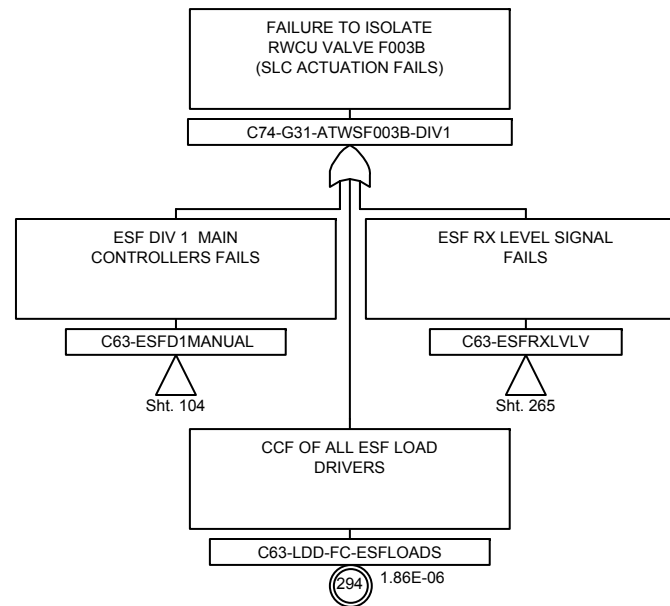 FAILURE TO ISOLATE
RWCU VALVE F003B
(SLC ACTUATION FAILS)
C74-G31-ATWSF003B-DIV1
ESF DIV 1 MAIN
CONTROLLERS FAILS
C63-ESFD1MANUAL
Sht. 104
ESF RX LEVEL SIGNAL
FAILS
C63-ESFRXLVLV
Sht. 265
CCF OF ALL ESF LOAD
DRIVERS
C63-LDD-FC-ESFLOADS
294
1.86E-06